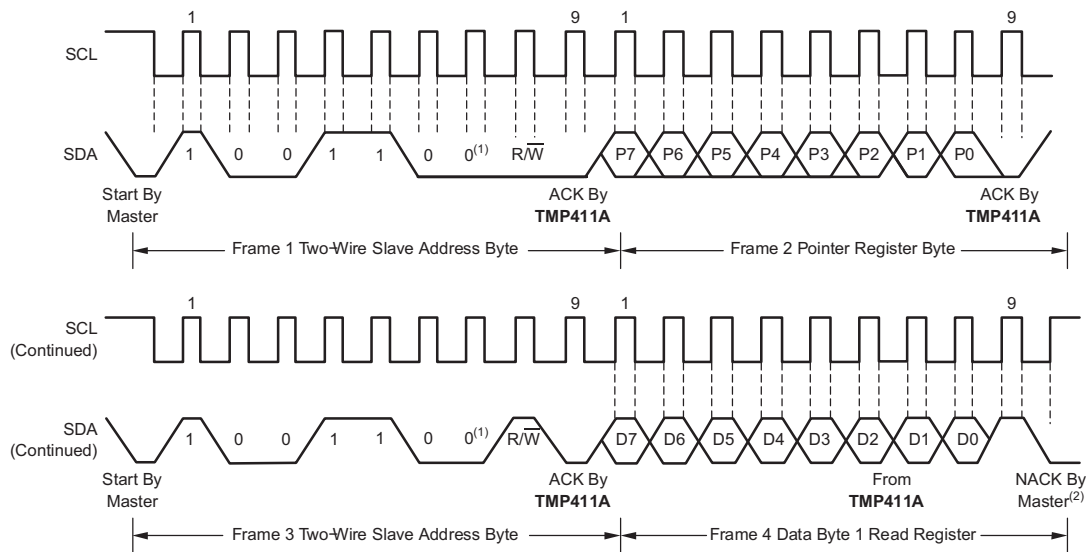 1 9 1 9
SCL
SDA
1 0 0 1 1 0 0(1) R/W̅ P7 P6 P5 P4 P3 P2 P1 P0
Start By
Master
ACK By
TMP411A
ACK By
TMP411A
Frame 1 Two-Wire Slave Address Byte
Frame 2 Pointer Register Byte
1 9 1 9
SCL
(Continued)
SDA
(Continued)
1 0 0 1 1 0 0(1) R/W̅ D7 D6 D5 D4 D3 D2 D1 D0
Start By
Master
ACK By
TMP411A
From
TMP411A
NACK By
Master(2)
Frame 3 Two-Wire Slave Address Byte
Frame 4 Data Byte 1 Read Register